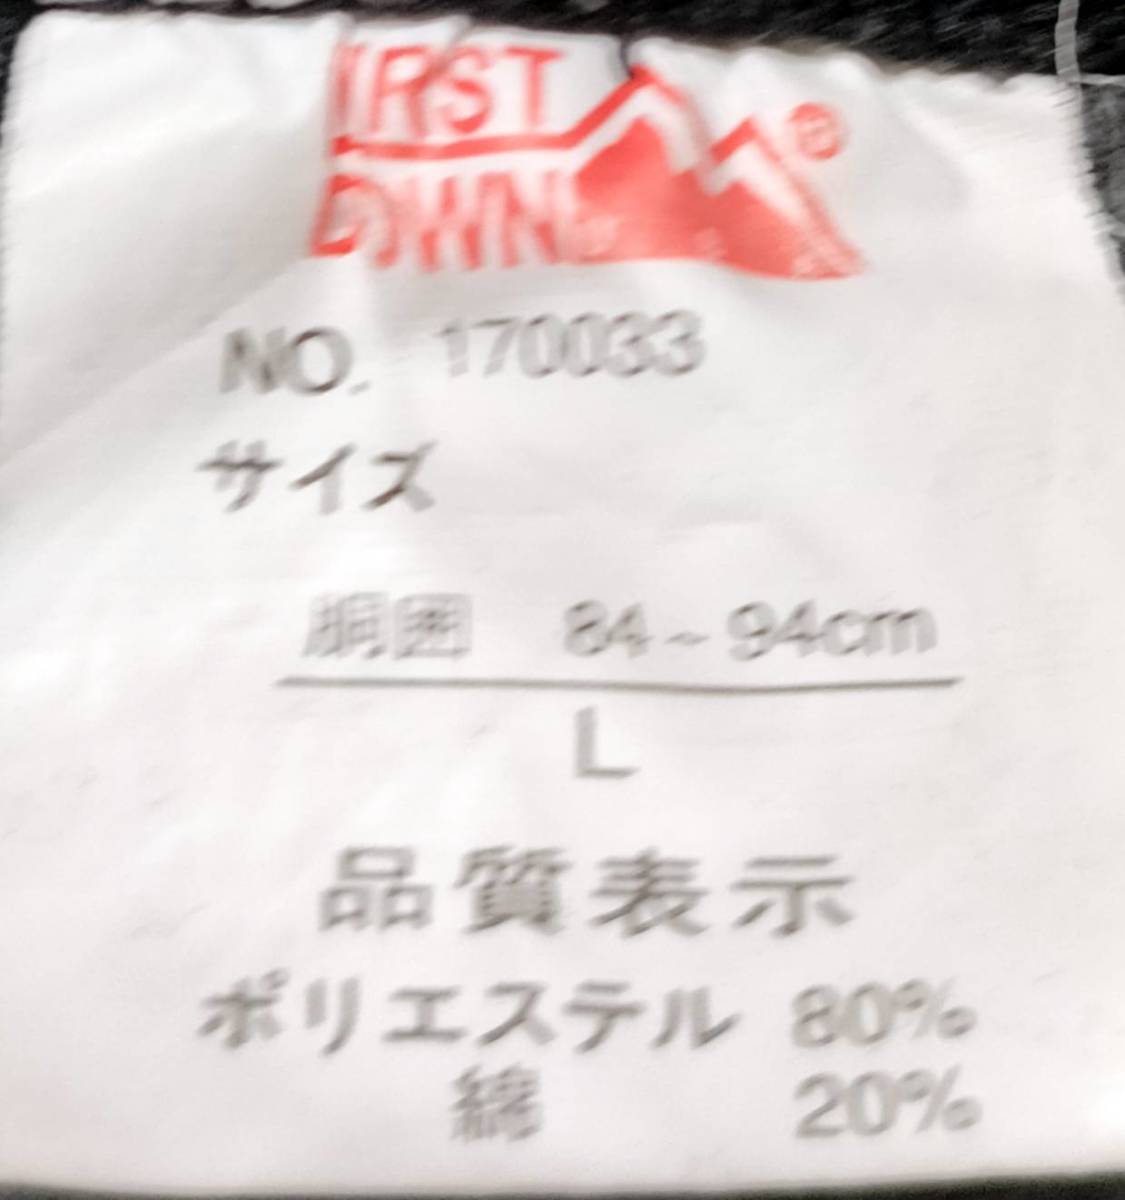 IRST
DOWN
®
NO. 170033
サイズ
胴囲 84~94cm
L
品質表示
ポリエステル 80%
綿 20%